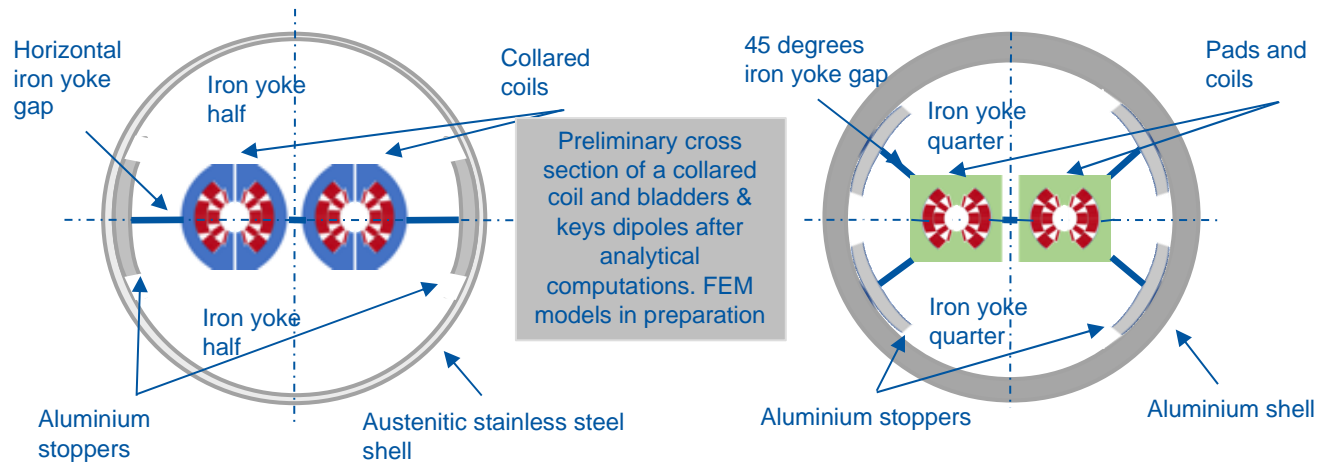 Horizontal
iron yoke
gap
Iron yoke
half
Collared
coils
Iron yoke
half
Aluminium
stoppers
Austenitic stainless steel
shell
Preliminary cross
section of a collared
coil and bladders &
keys dipoles after
analytical
computations. FEM
models in preparation
45 degrees
iron yoke gap
Iron yoke
quarter
Pads and
coils
Iron yoke
quarter
Aluminium stoppers
Aluminium shell